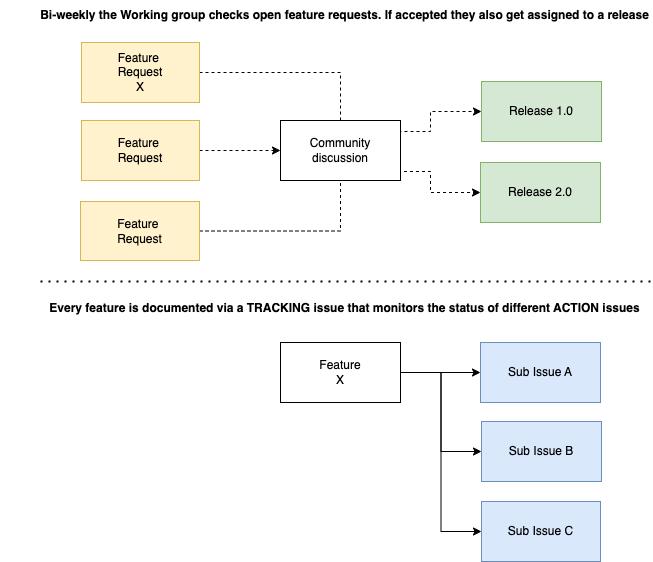 Bi-weekly the Working group checks open feature requests. If accepted they also get assigned to a release
Feature
Request
X
Feature
Request
Feature
Request
Community
discussion
Release 1.0
Release 2.0
Every feature is documented via a TRACKING issue that monitors the status of different ACTION issues
Feature
X
Sub Issue A
Sub Issue B
Sub Issue C